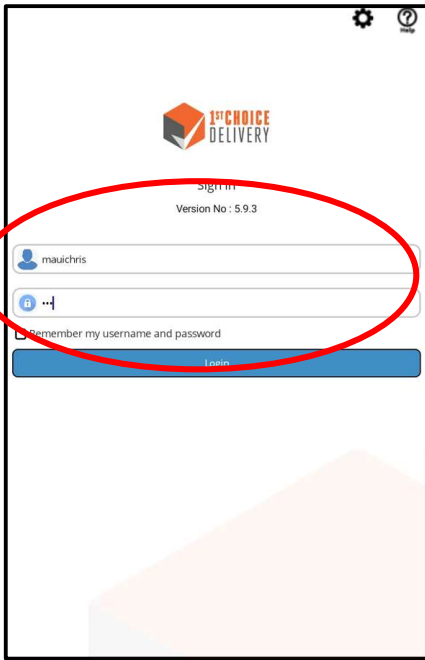 Help
1ST CHOICE
DELIVERY
Sign In
Version No : 5.9.3
mauichris
•••
Remember my username and password
Login